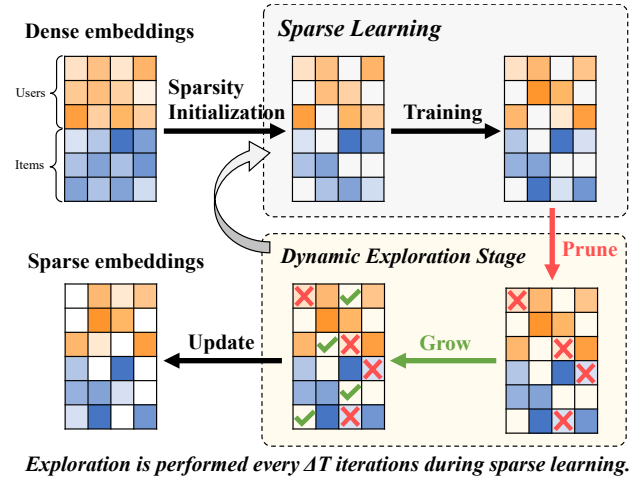 Dense embeddings
Sparse Learning
Users
Items
Sparsity
Initialization
Training
Prune
Dynamic Exploration Stage
Sparse embeddings
Grow
Update
Exploration is performed every ΔT iterations during sparse learning.